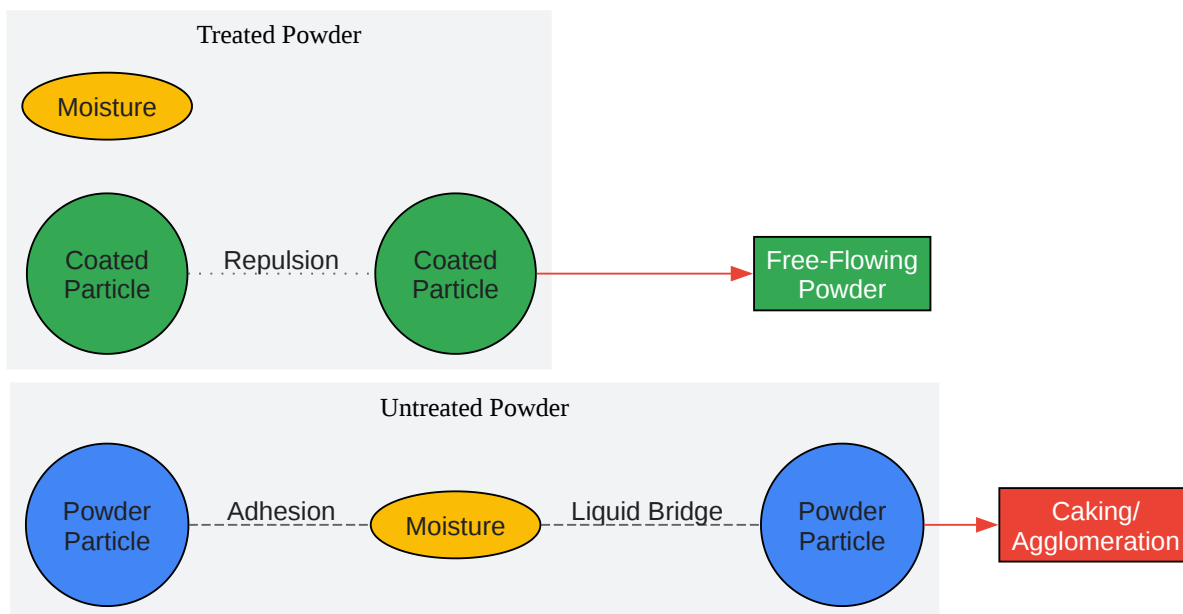 Treated Powder
Moisture
Coated
Particle
Repulsion
Coated
Particle
Free-Flowing
Powder
Untreated Powder
Powder
Particle
Adhesion
Moisture
Liquid Bridge
Powder
Particle
Caking/
Agglomeration